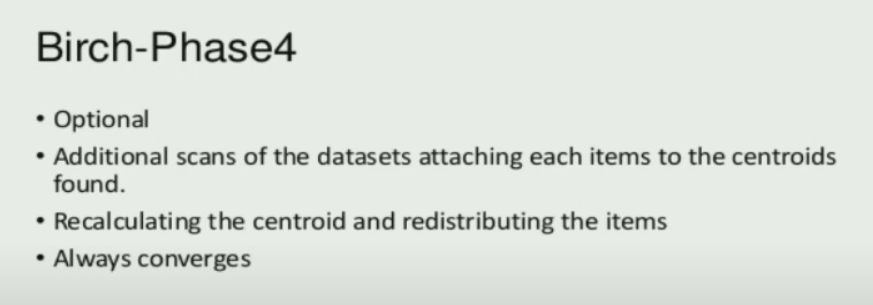 Birch-Phase4
• Optional
• Additional scans of the datasets attaching each items to the centroids
found.
• Recalculating the centroid and redistributing the items
• Always converges